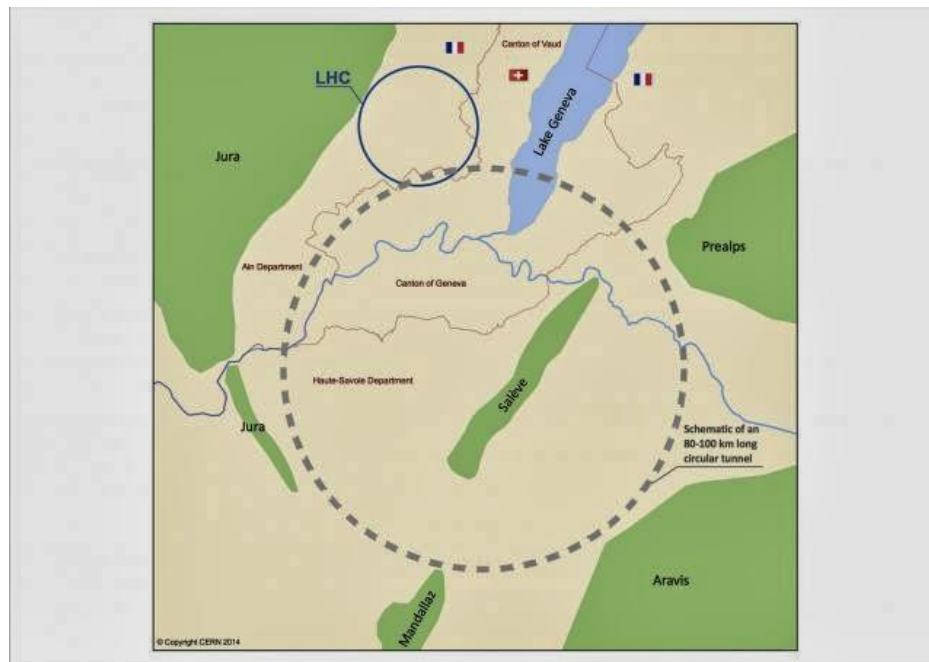 Canton of Vaud
LHC
Lake Geneva
Jura
Prealps
Ain Department
Canton of Geneva
Haute-Savoie Department
Salève
Jura
Schematic of an
80-100 km long
circular tunnel
Aravis
Mandallaz
© Copyright CERN 2014